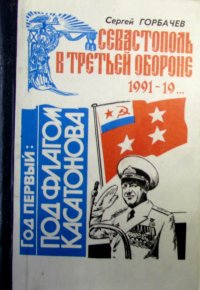 Сергей ГОРБАЧЕВ
СЕВАСТОПОЛЬ
В ТРЕТЬЕЙ ОБОРОНЕ
1991-19...
ГОД ПЕРВЫЙ:
ПОД ФЛАГОМ
КАСАТОНОВА